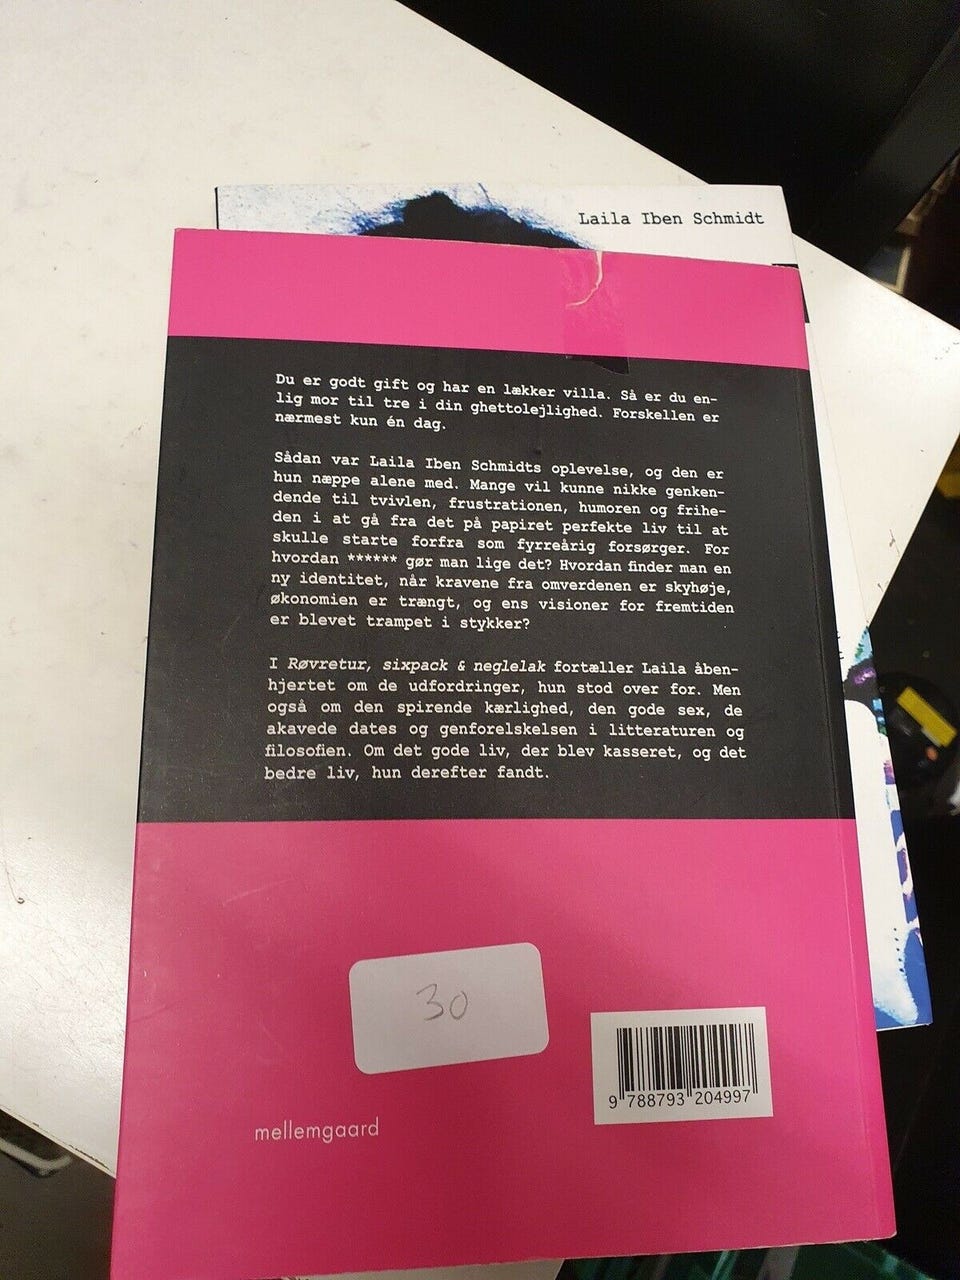 Laila Iben Schmidt
Du er godt gift og har en lækker villa. Så er du en-
lig mor til tre i din ghettolejlighed. Forskellen er
nærmest kun én dag.
Sådan var Laila Iben Schmidts oplevelse, og den er
hun næppe alene med. Mange vil kunne nikke genken-
dende til tvivlen, frustrationen, humoren og frihe-
den i at gå fra det på papiret perfekte liv til at
skulle starte forfra som fyrreårig forsørger. For
hvordan ****** gør man lige det? Hvordan finder man en
ny identitet, når kravene fra omverdenen er skyhøje,
økonomien er trængt, og ens visioner for fremtiden
er blevet trampet i stykker?
I Røvretur, sixpack & neglelak fortæller Laila åben-
hjertet om de udfordringer, hun stod over for. Men
også om den spirende kærlighed, den gode sex, de
akavede dates og genforelskelsen i litteraturen og
filosofien. Om det gode liv, der blev kasseret, og det
bedre liv, hun derefter fandt.
30
9 788793 204997
mellemgaard